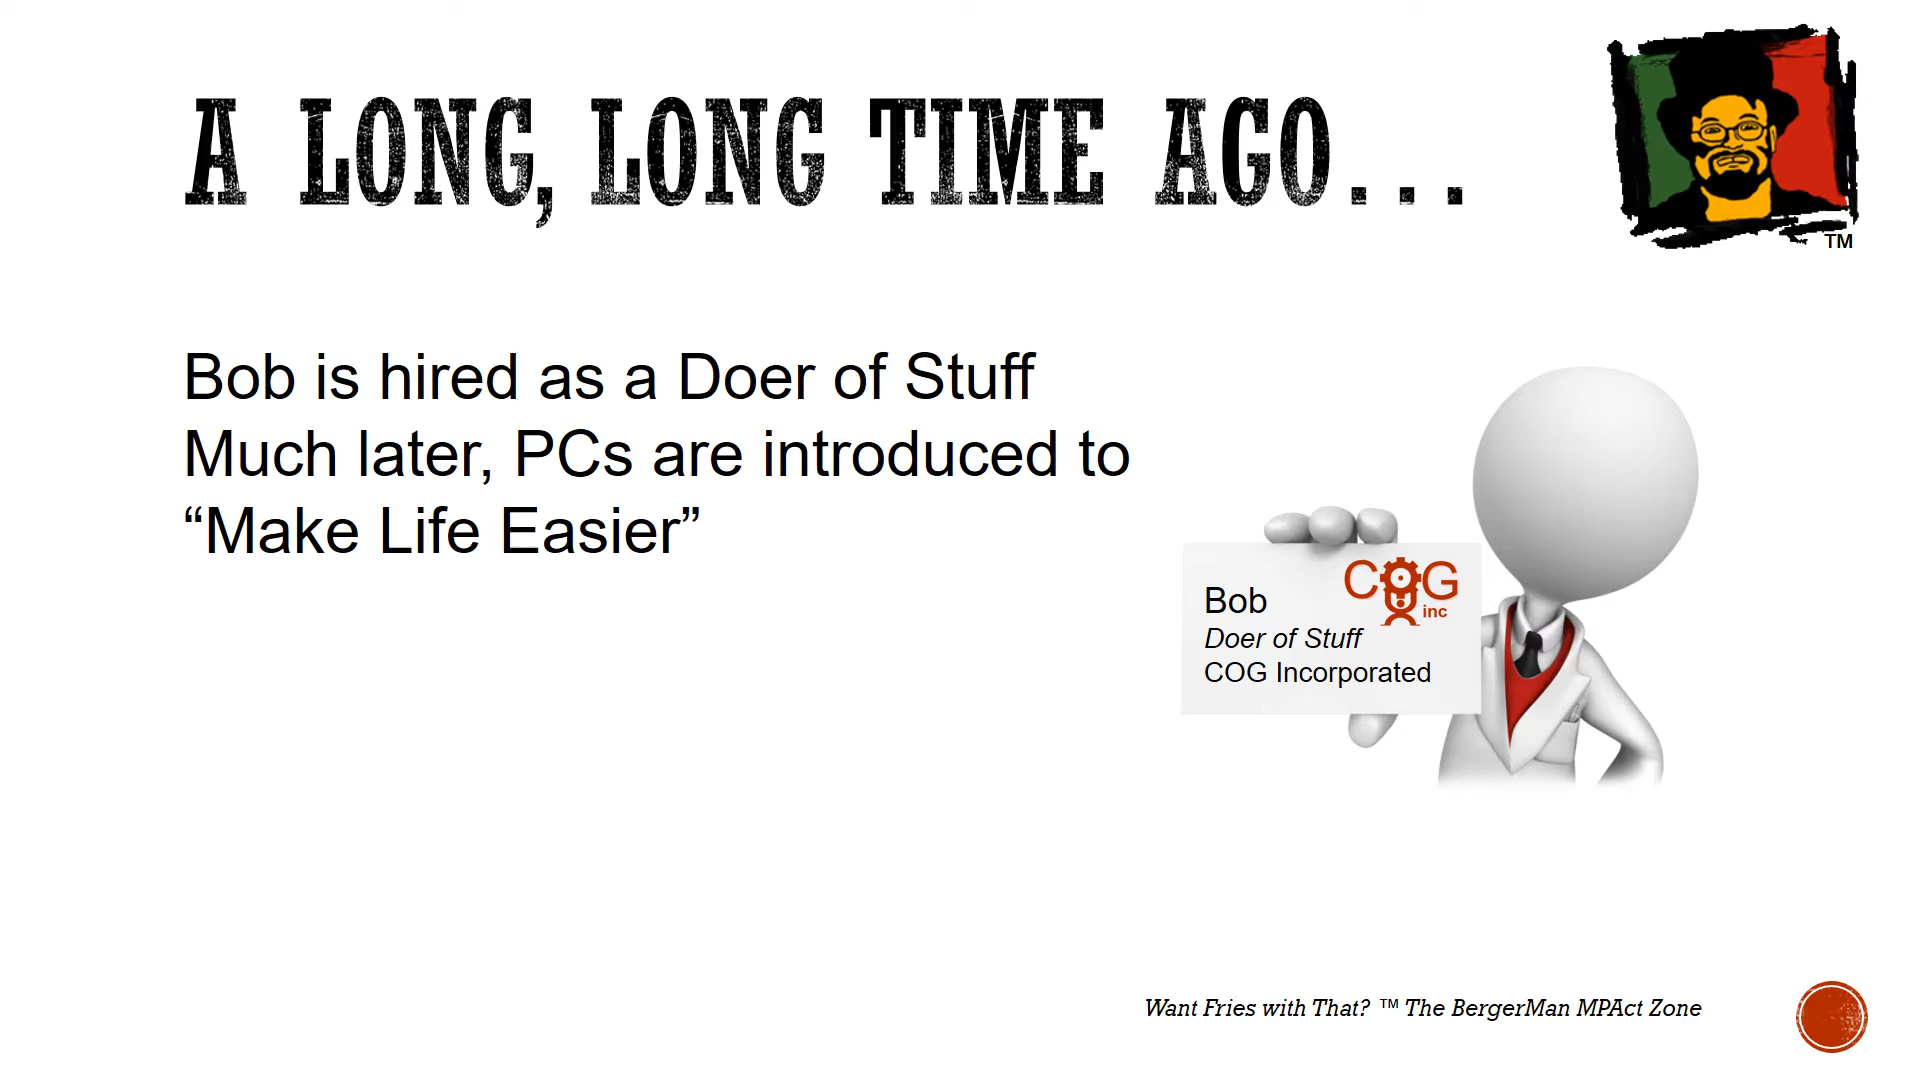 A LONG, LONG TIME AGO...
TM
Bob is hired as a Doer of Stuff
Much later, PCs are introduced to
“Make Life Easier”
COG
inc
Bob
Doer of Stuff
COG Incorporated
Want Fries with That? ™ The BergerMan MPAct Zone